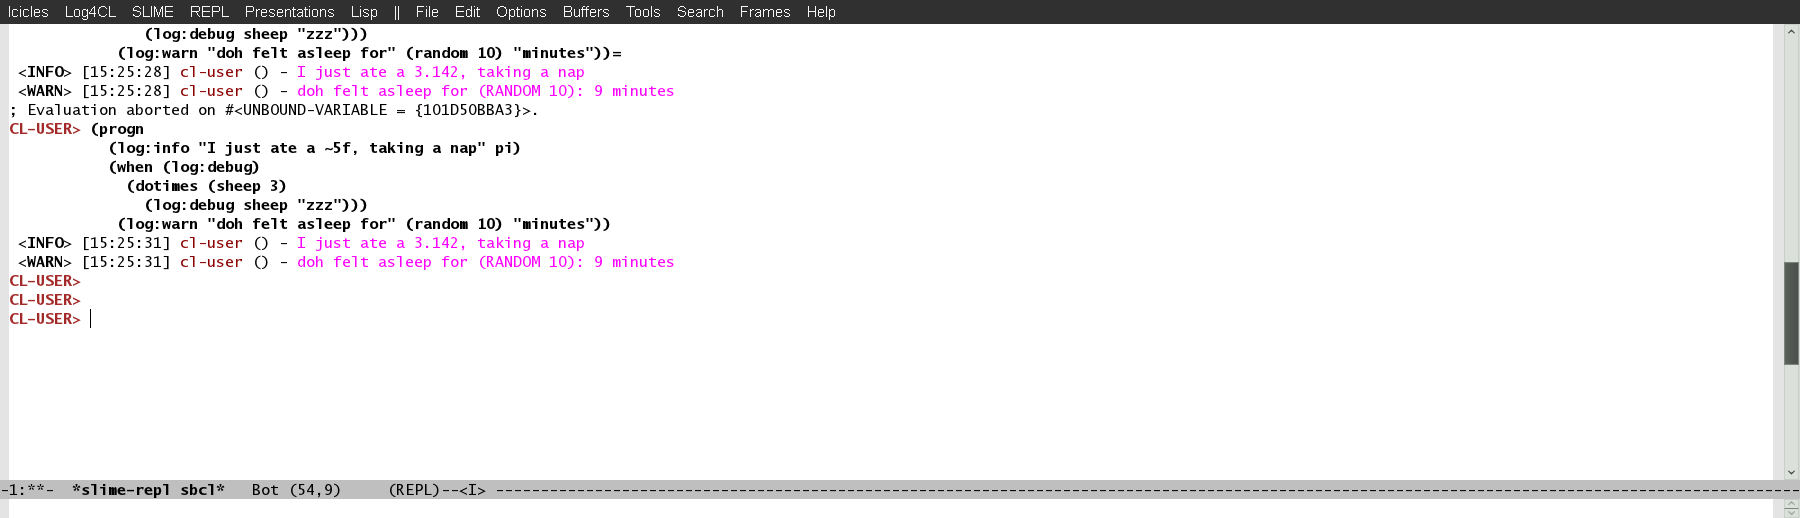 Icicles Log4CL SLIME REPL Presentations Lisp || File Edit Options Buffers Tools Search Frames Help
(log:debug sheep "zzz")))
(log:warn "doh felt asleep for" (random 10) "minutes"))=
<INFO> [15:25:28] cl-user () - I just ate a 3.142, taking a nap
<WARN> [15:25:28] cl-user () - doh felt asleep for (RANDOM 10): 9 minutes
; Evaluation aborted on #<UNBOUND-VARIABLE = {101D50BBA3}>.
CL-USER> (progn
(log:info "I just ate a ~5f, taking a nap" pi)
(when (log:debug)
(dotimes (sheep 3)
(log:debug sheep "zzz")))
(log:warn "doh felt asleep for" (random 10) "minutes"))
<INFO> [15:25:31] cl-user () - I just ate a 3.142, taking a nap
<WARN> [15:25:31] cl-user () - doh felt asleep for (RANDOM 10): 9 minutes
CL-USER>
CL-USER>
CL-USER>
-1:**- *slime-repl sbcl* Bot (54,9) (REPL)--<I> ----------------------------------------------------------------